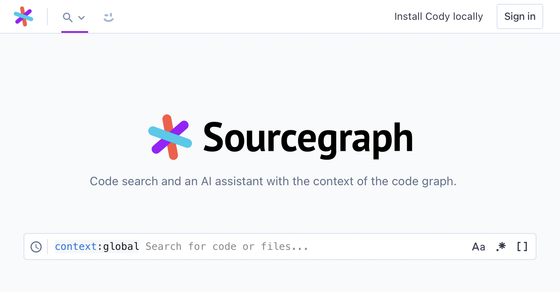 Install Cody locally
Sign in
Sourcegraph
Code search and an AI assistant with the context of the code graph.
context:global Search for code or files... Aa .* []